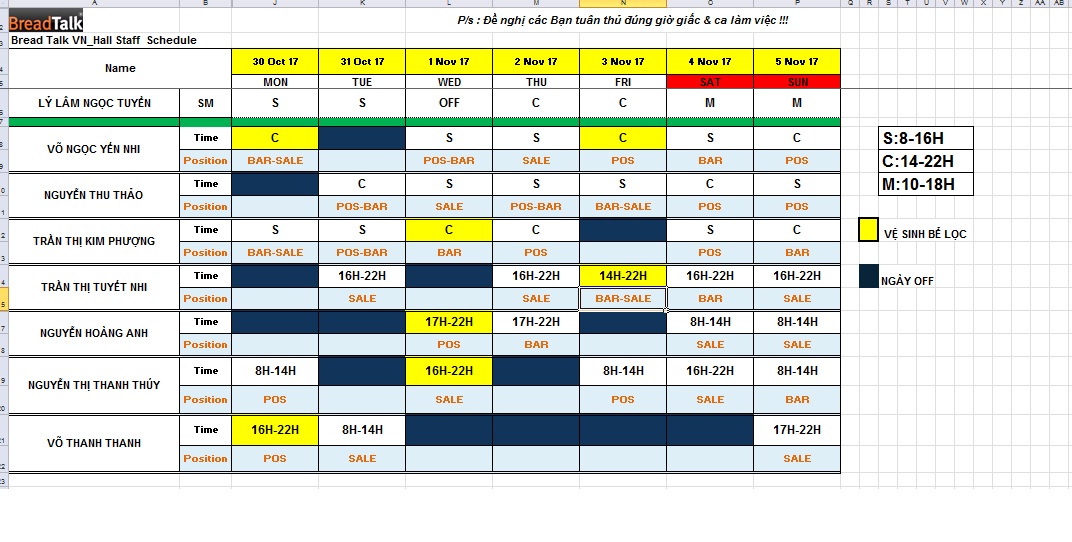 A B J K L M N O P Q R S T U V W X Y Z AA AB
BreadTalk
P/s : Đề nghị các Bạn tuân thủ đúng giờ giấc & ca làm việc !!!
Bread Talk VN_Hall Staff Schedule
Name 30 Oct 17 31 Oct 17 1 Nov 17 2 Nov 17 3 Nov 17 4 Nov 17 5 Nov 17
MON TUE WED THU FRI SAT SUN
LÝ LÂM NGỌC TUYỀN SM S S OFF C C M M
VÕ NGỌC YẾN NHI
Time C S S C S C
Position BAR-SALE POS-BAR SALE POS BAR POS
NGUYỄN THU THẢO
Time C S S S C S
Position POS-BAR SALE POS-BAR BAR-SALE POS POS
TRẦN THỊ KIM PHƯỢNG
Time S S C C S C
Position BAR-SALE POS-BAR BAR POS POS BAR
TRẦN THỊ TUYẾT NHI
Time 16H-22H 16H-22H 14H-22H 16H-22H 16H-22H
Position SALE SALE BAR-SALE BAR SALE
NGUYỄN HOÀNG ANH
Time 17H-22H 17H-22H 8H-14H 8H-14H
Position POS BAR SALE SALE
NGUYỄN THỊ THANH THÚY
Time 8H-14H 16H-22H 8H-14H 16H-22H 8H-14H
Position POS SALE POS SALE BAR
VÕ THANH THANH
Time 16H-22H 8H-14H 17H-22H
Position POS SALE SALE
S:8-16H
C:14-22H
M:10-18H
VỆ SINH BỂ LỌC
NGÀY OFF